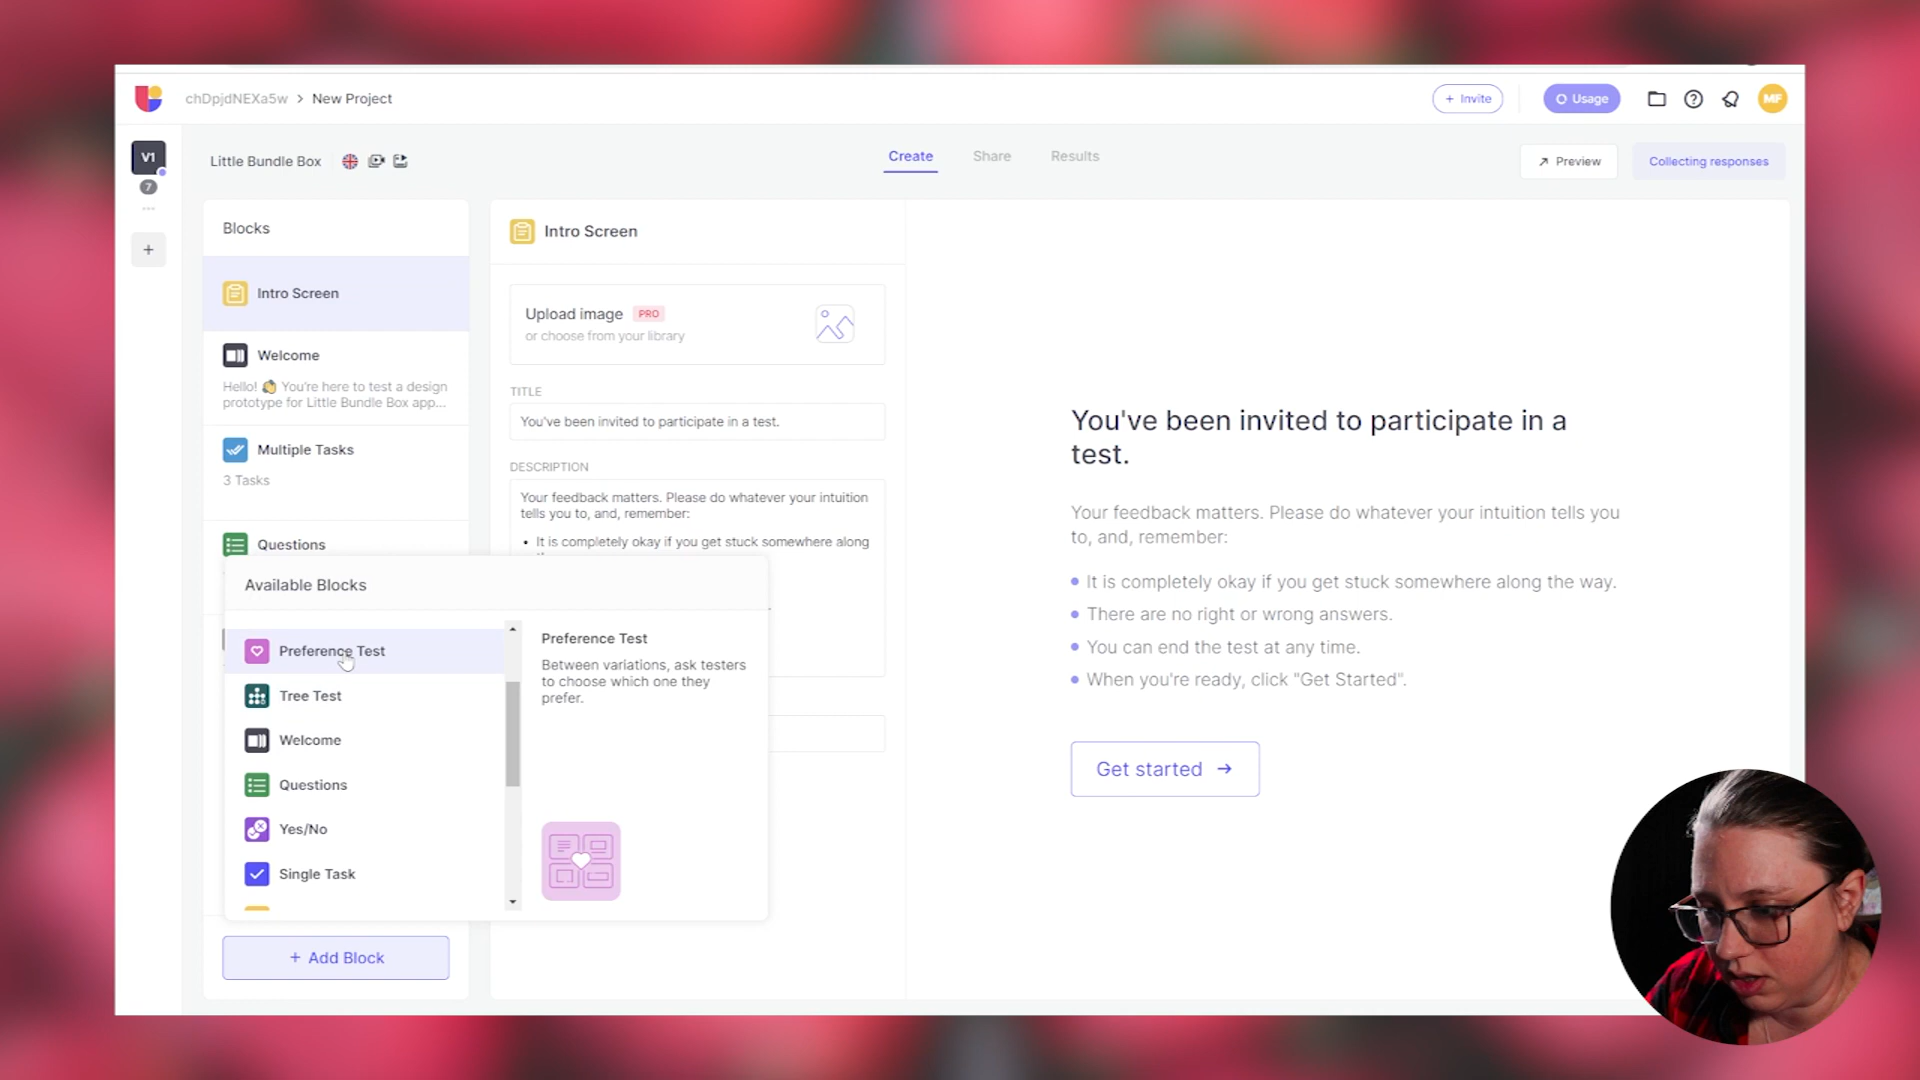 chDpjdNEXa5w > New Project
+ Invite
Usage
MF
V1
7
Little Bundle Box
Create
Share
Results
Preview
Collecting responses
Blocks
Intro Screen
Welcome
Hello! 👏 You're here to test a design
prototype for Little Bundle Box app...
Multiple Tasks
3 Tasks
Questions
Intro Screen
Upload image PRO
or choose from your library
TITLE
You've been invited to participate in a test.
DESCRIPTION
Your feedback matters. Please do whatever your intuition
tells you to, and, remember:
• It is completely okay if you get stuck somewhere along
Available Blocks
Preference Test
Tree Test
Welcome
Questions
Yes/No
Single Task
Preference Test
Between variations, ask testers
to choose which one they
prefer.
+ Add Block
You've been invited to participate in a
test.
Your feedback matters. Please do whatever your intuition tells you
to, and, remember:
• It is completely okay if you get stuck somewhere along the way.
• There are no right or wrong answers.
• You can end the test at any time.
• When you're ready, click "Get Started".
Get started →